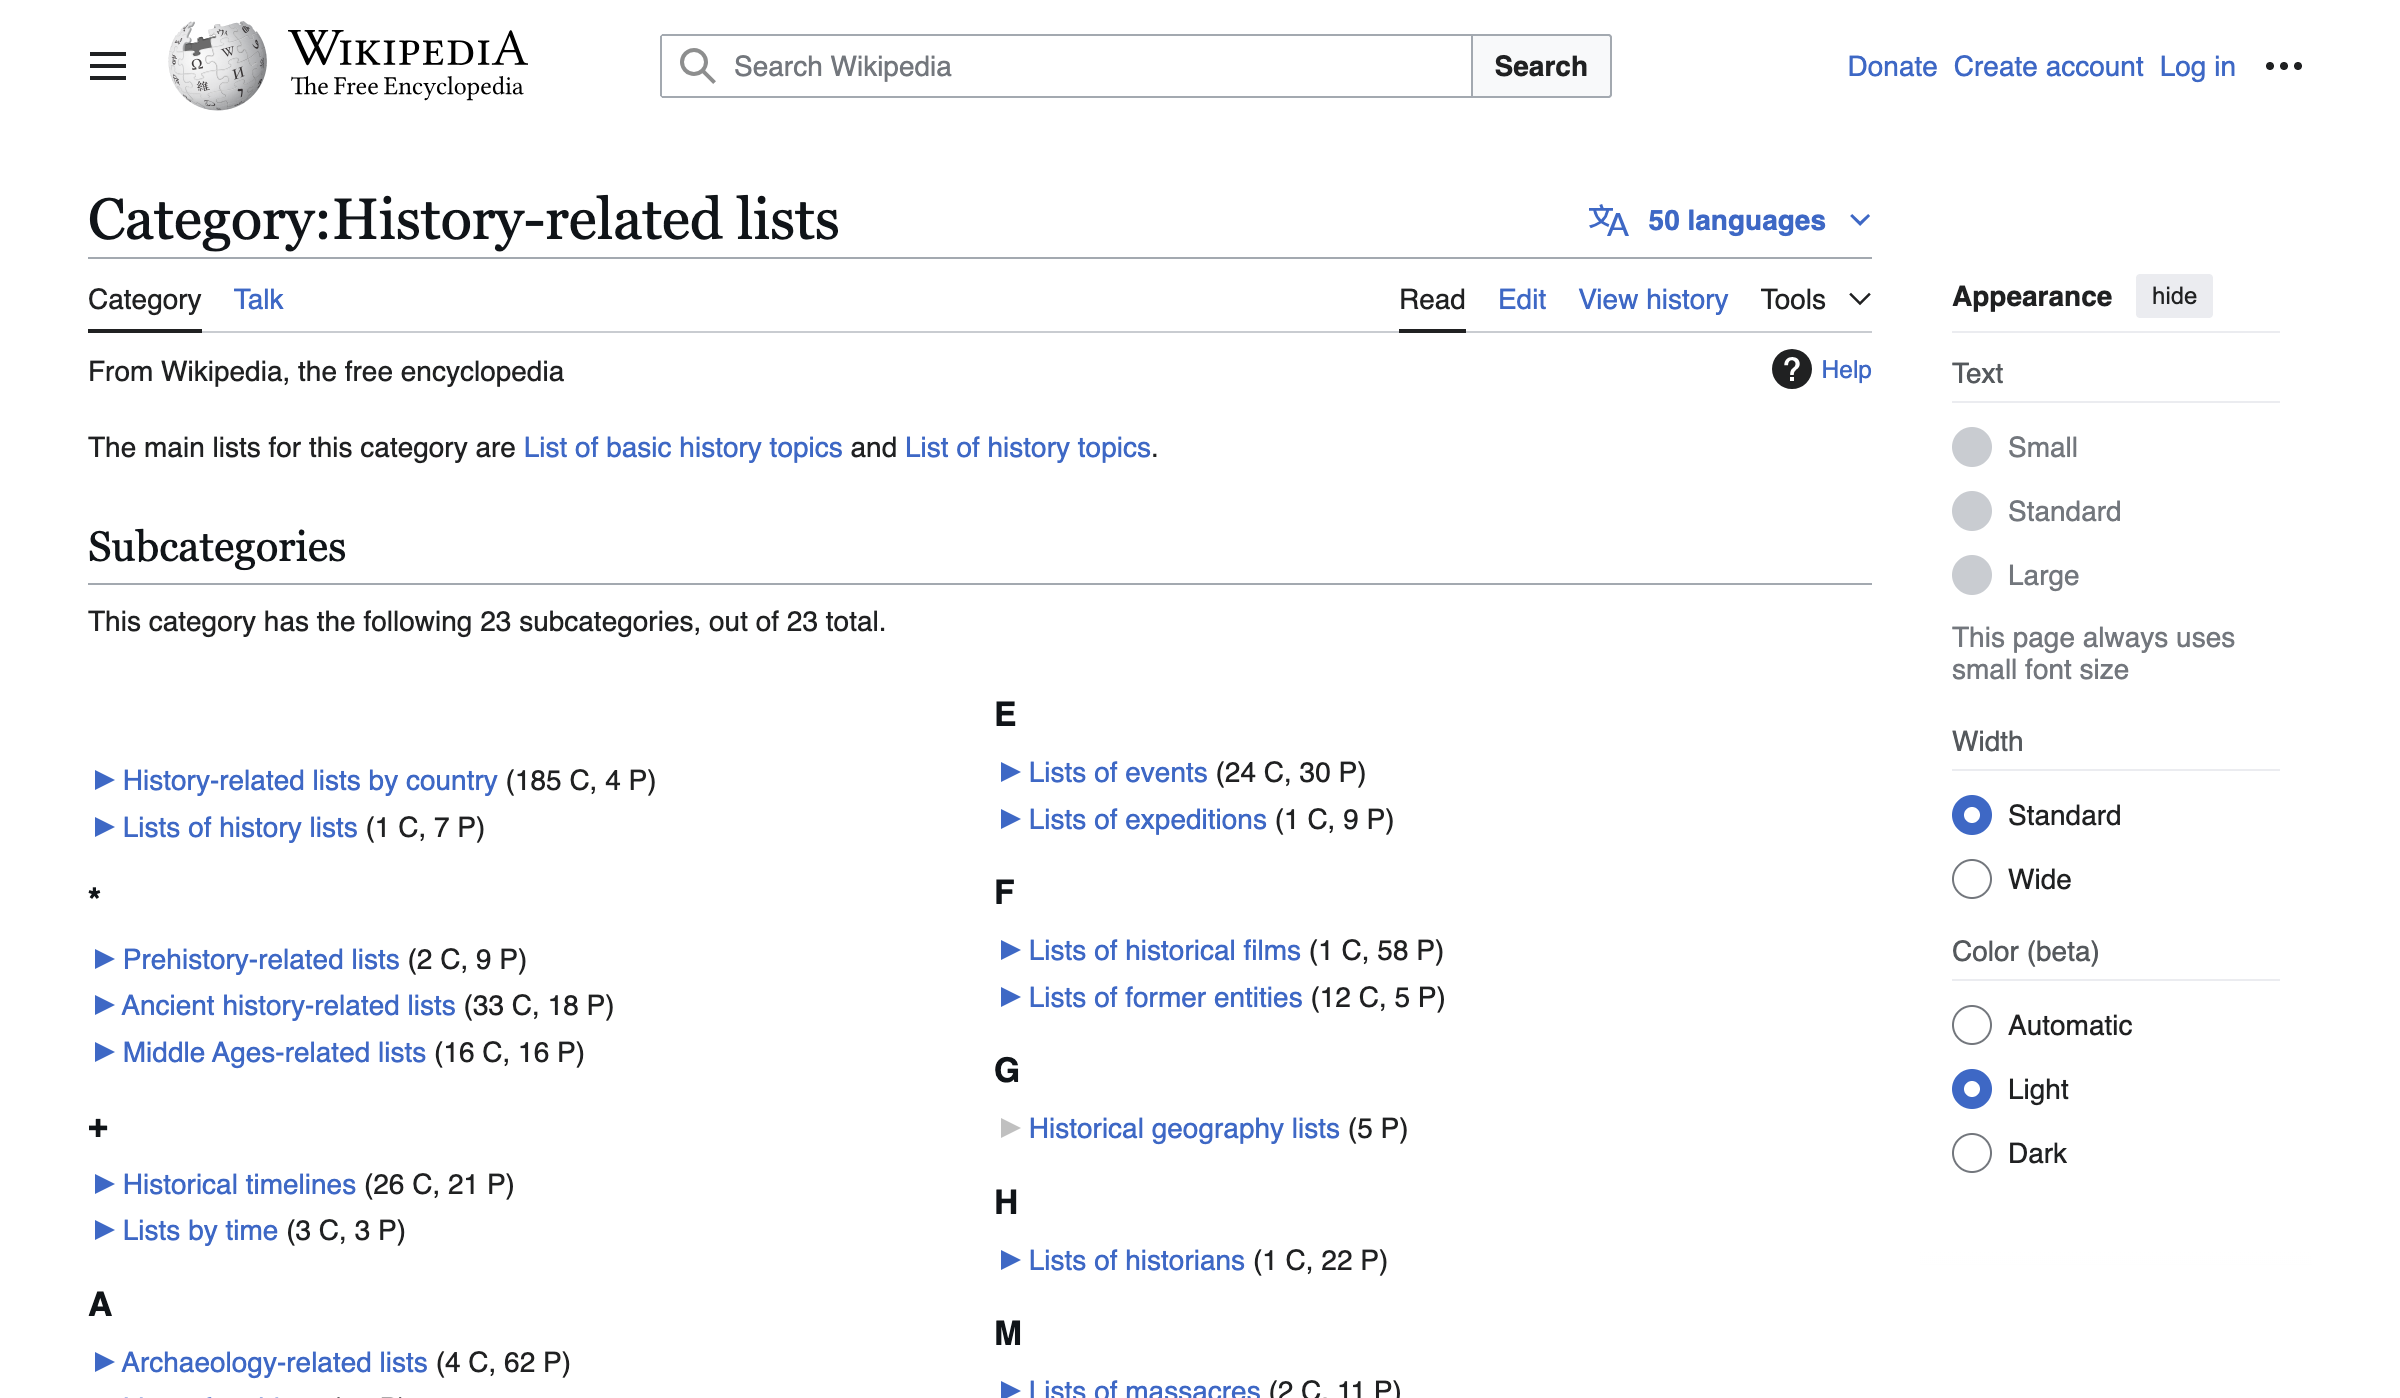 WIKIPEDIA
The Free Encyclopedia
Search Wikipedia
Search
Donate Create account Log in
Category:History-related lists
50 languages
Category Talk
Read Edit View history Tools
From Wikipedia, the free encyclopedia
Help
The main lists for this category are List of basic history topics and List of history topics.
Subcategories
This category has the following 23 subcategories, out of 23 total.
► History-related lists by country (185 C, 4 P)
► Lists of history lists (1 C, 7 P)
*
► Prehistory-related lists (2 C, 9 P)
► Ancient history-related lists (33 C, 18 P)
► Middle Ages-related lists (16 C, 16 P)
+
► Historical timelines (26 C, 21 P)
► Lists by time (3 C, 3 P)
A
► Archaeology-related lists (4 C, 62 P)
E
► Lists of events (24 C, 30 P)
► Lists of expeditions (1 C, 9 P)
F
► Lists of historical films (1 C, 58 P)
► Lists of former entities (12 C, 5 P)
G
► Historical geography lists (5 P)
H
► Lists of historians (1 C, 22 P)
M
► Lists of massacres (2 C, 11 P)
Appearance hide
Text
Small
Standard
Large
This page always uses
small font size
Width
Standard
Wide
Color (beta)
Automatic
Light
Dark